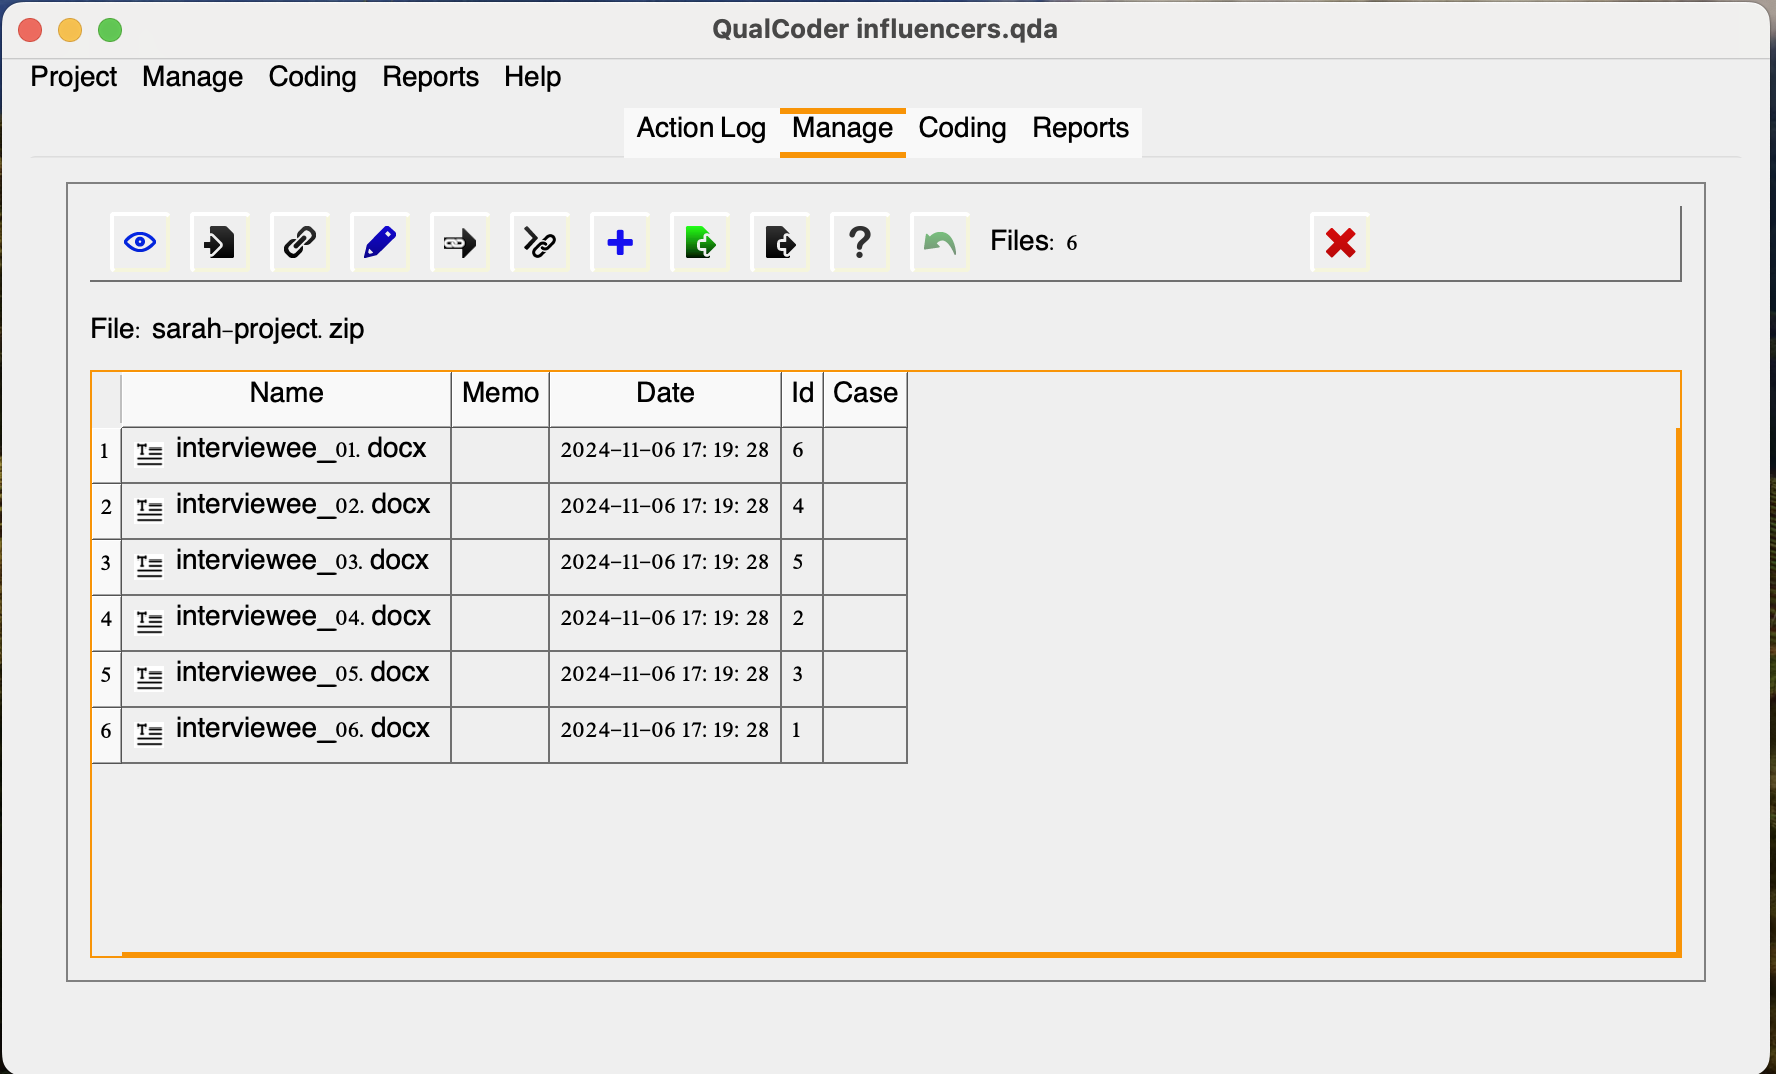 QualCoder influencers.qda
Project Manage Coding Reports Help
Action Log Manage Coding Reports
Files: 6
File: sarah-project.zip
Name Memo Date Id Case
1 interviewee_01.docx 2024-11-06 17:19:28 6
2 interviewee_02.docx 2024-11-06 17:19:28 4
3 interviewee_03.docx 2024-11-06 17:19:28 5
4 interviewee_04.docx 2024-11-06 17:19:28 2
5 interviewee_05.docx 2024-11-06 17:19:28 3
6 interviewee_06.docx 2024-11-06 17:19:28 1